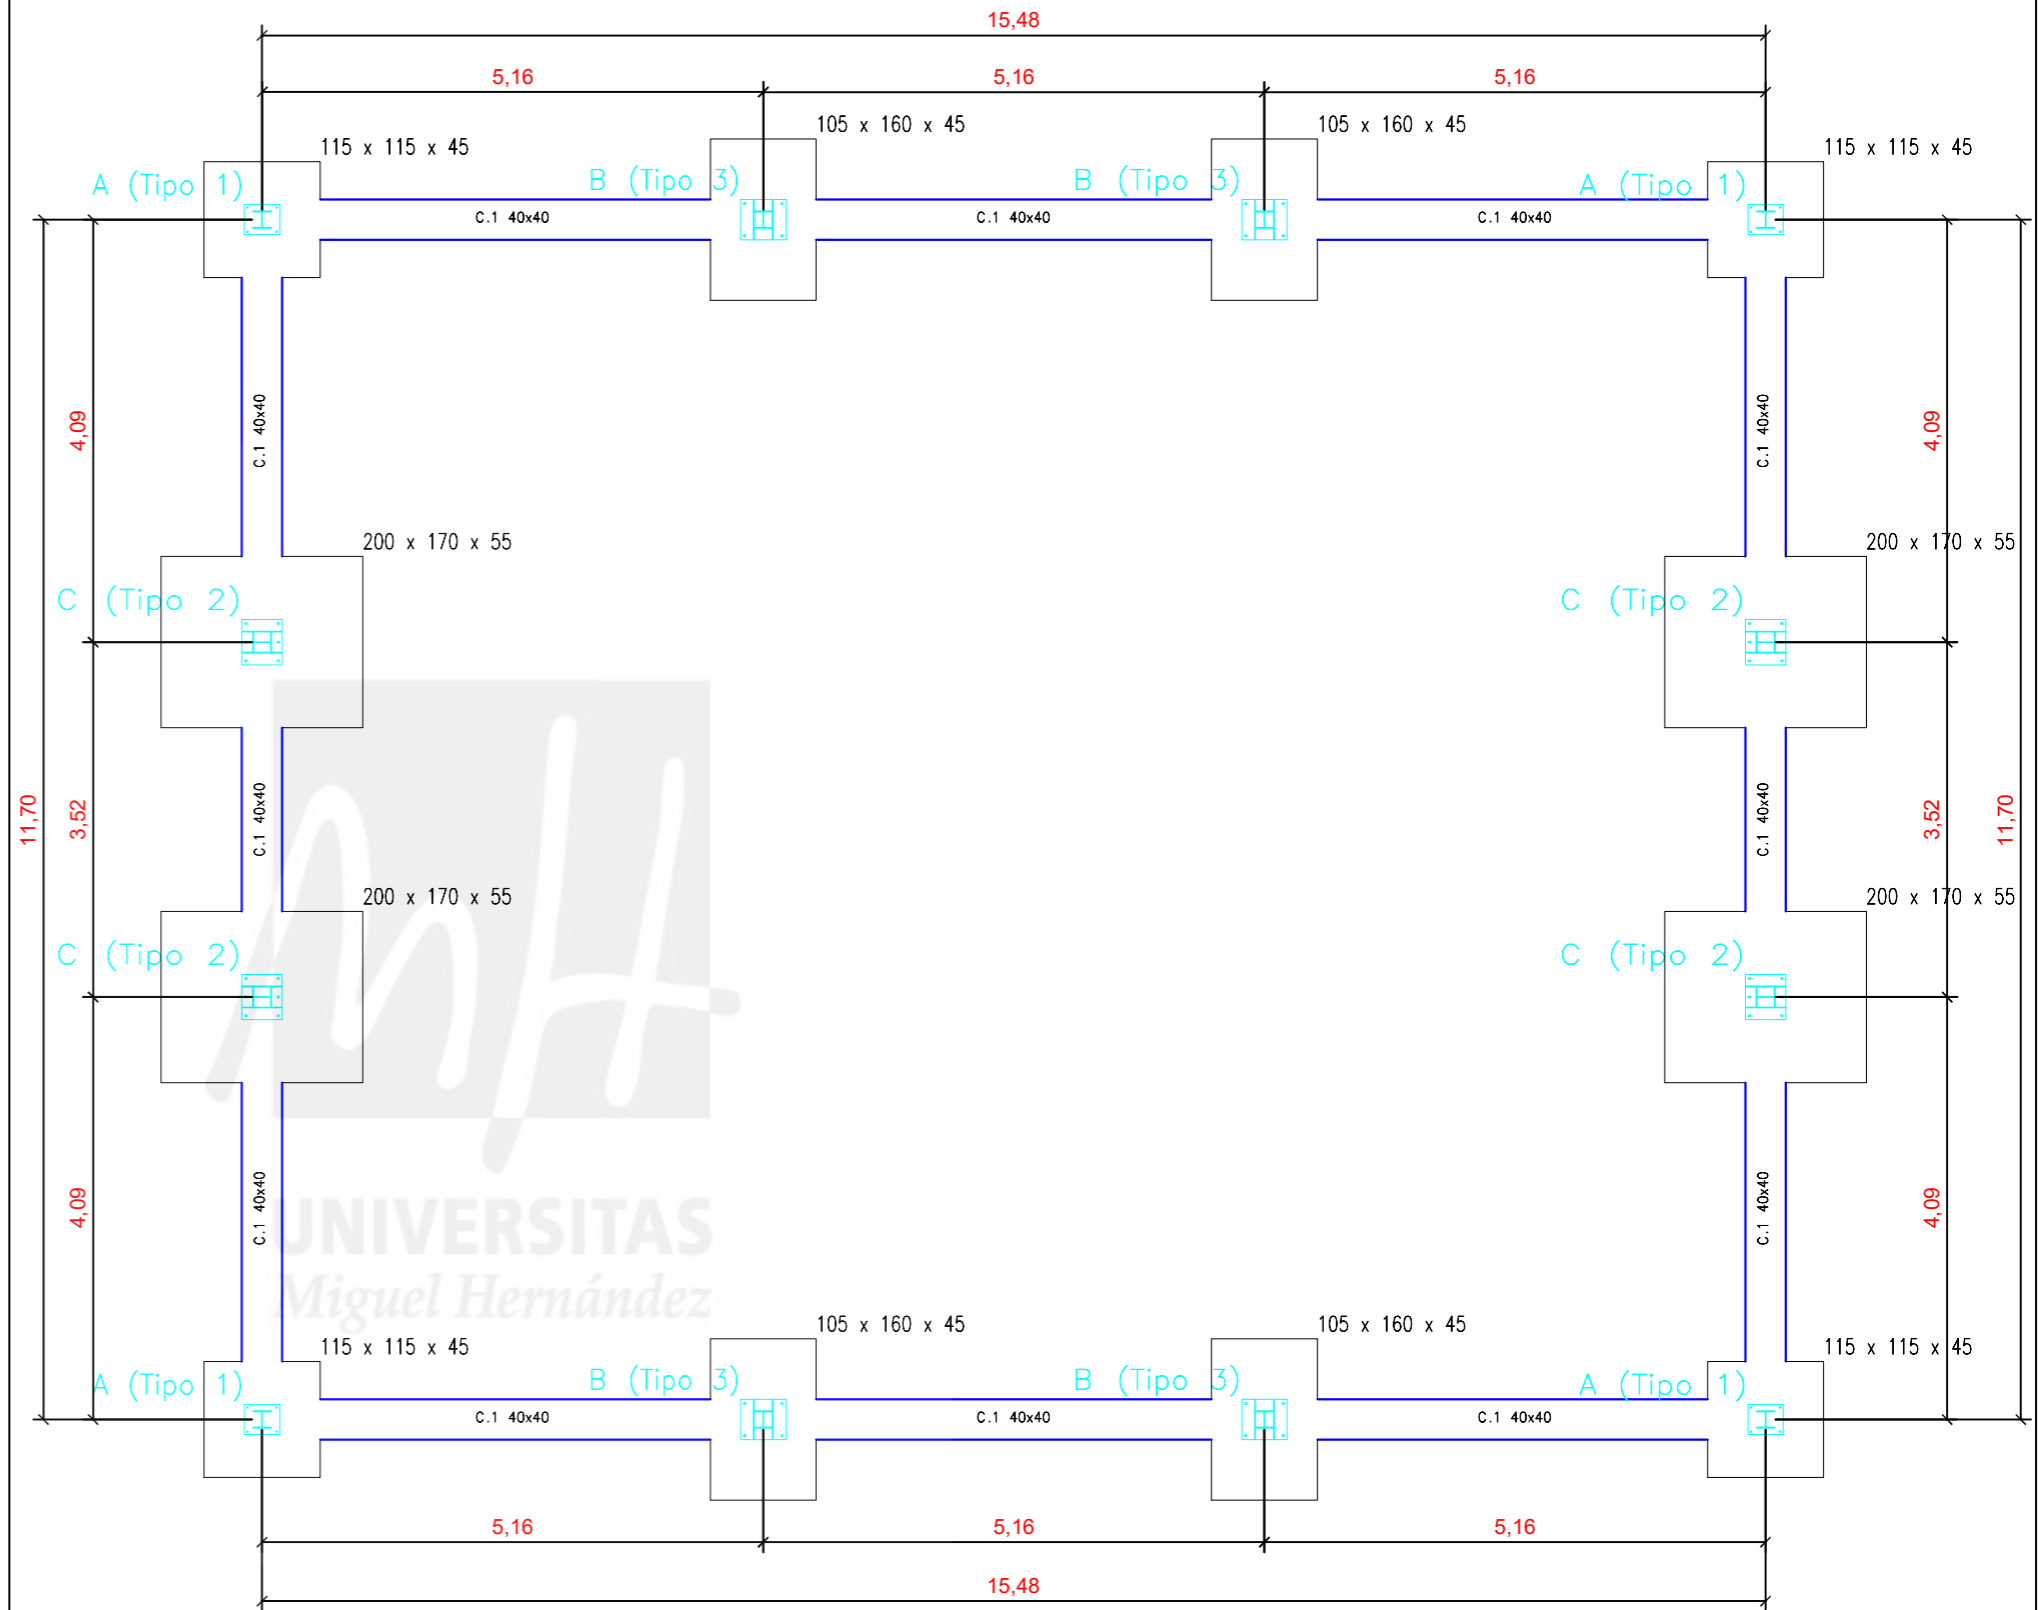 15,48
5,16 5,16 5,16
105 x 160 x 45 105 x 160 x 45
115 x 115 x 45 115 x 115 x 45
A (Tipo 1) B (Tipo 3) B (Tipo 3) A (Tipo 1)
C.1 40x40 C.1 40x40 C.1 40x40
4,09 C.1 40x40 C.1 40x40 4,09
200 x 170 x 55 200 x 170 x 55
C (Tipo 2) C (Tipo 2)
11,70 3,52 C.1 40x40 C.1 40x40 3,52 11,70
200 x 170 x 55 200 x 170 x 55
C (Tipo 2) C (Tipo 2)
4,09 C.1 40x40 C.1 40x40 4,09
UNIVERSITAS
Miguel Hernández
105 x 160 x 45 105 x 160 x 45
115 x 115 x 45 115 x 115 x 45
A (Tipo 1) B (Tipo 3) B (Tipo 3) A (Tipo 1)
C.1 40x40 C.1 40x40 C.1 40x40
5,16 5,16 5,16
15,48